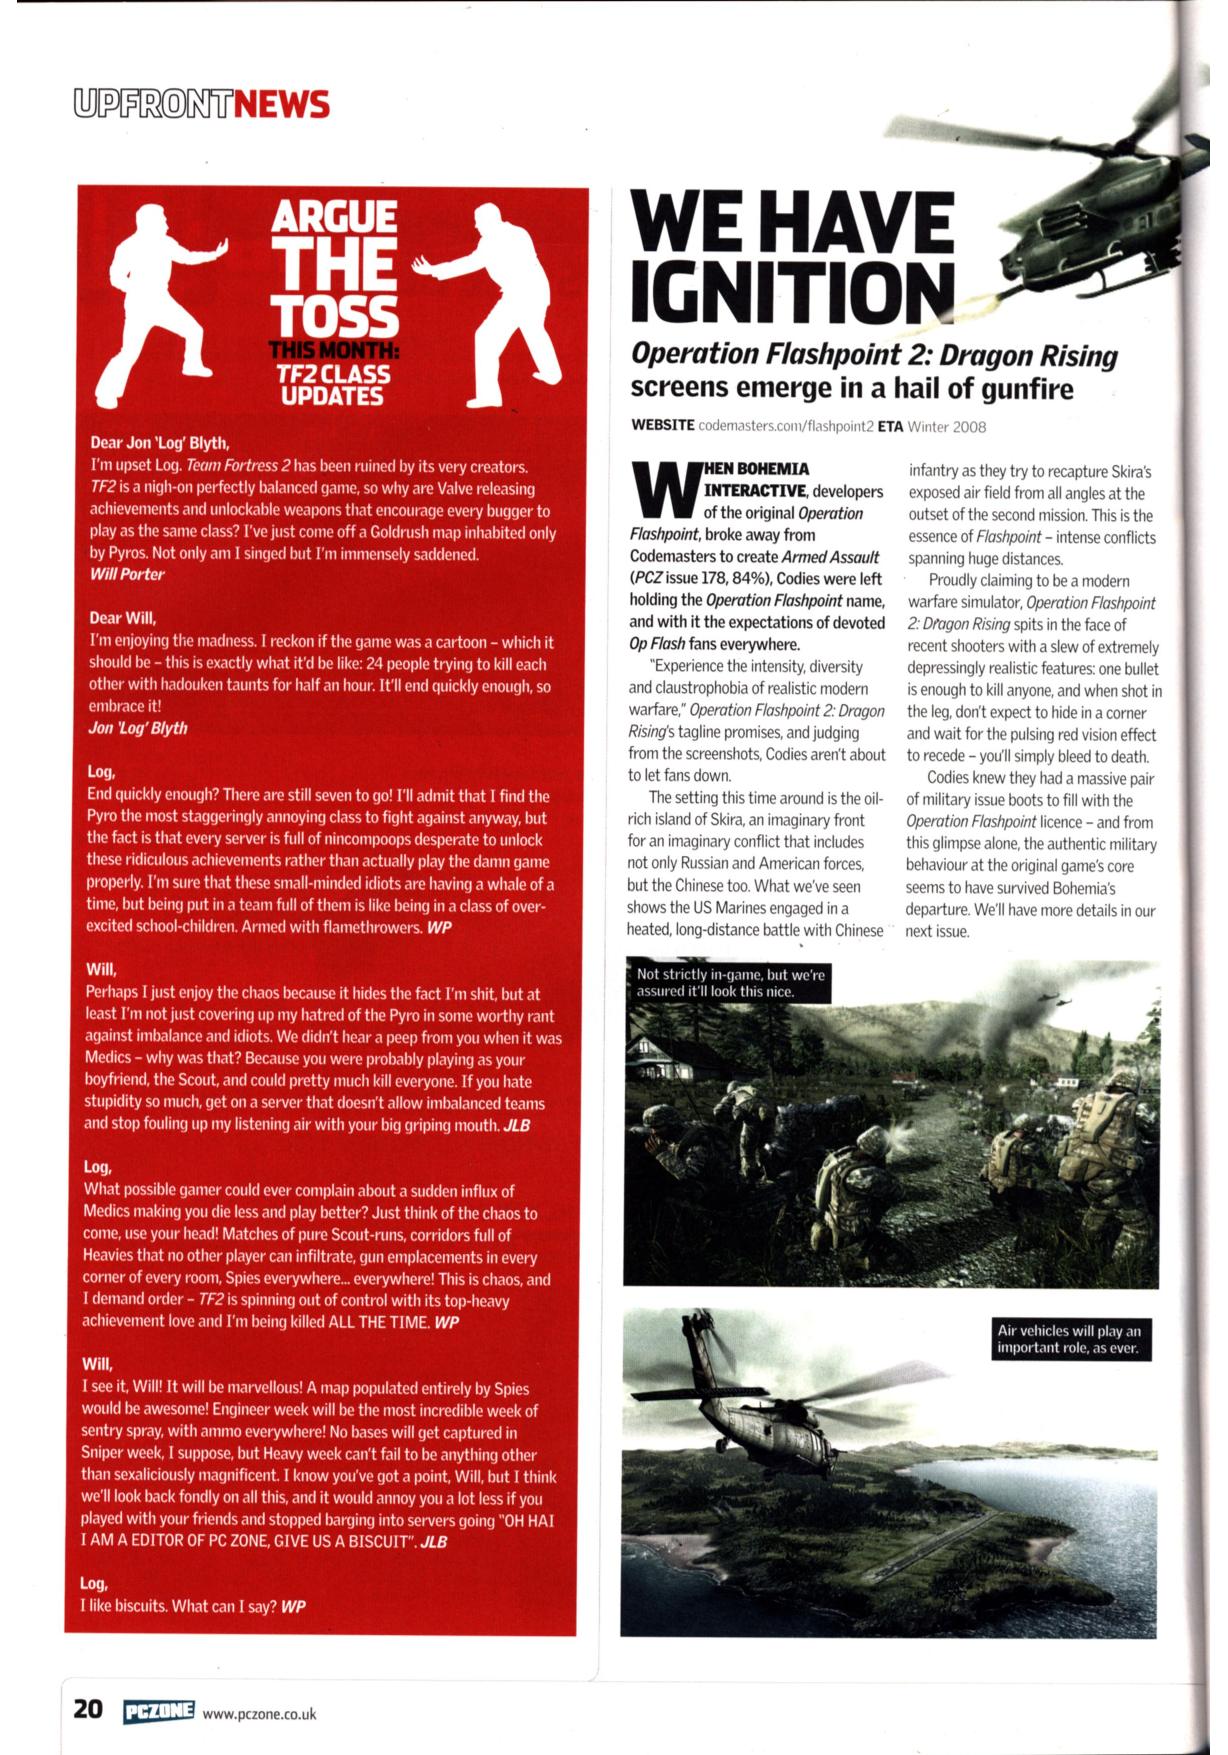 UPFRONTNEWS
ARGUE
THE
TOSS
THIS MONTH:
TF2 CLASS
UPDATES
Dear Jon 'Log' Blyth,
I'm upset Log. Team Fortress 2 has been ruined by its very creators.
TF2 is a nigh-on perfectly balanced game, so why are Valve releasing
achievements and unlockable weapons that encourage every bugger to
play as the same class? I've just come off a Goldrush map inhabited only
by Pyros. Not only am I singed but I'm immensely saddened.
Will Porter
Dear Will,
I'm enjoying the madness. I reckon if the game was a cartoon – which it
should be – this is exactly what it'd be like: 24 people trying to kill each
other with hadouken taunts for half an hour. It'll end quickly enough, so
embrace it!
Jon 'Log' Blyth
Log,
End quickly enough? There are still seven to go! I'll admit that I find the
Pyro the most staggeringly annoying class to fight against anyway, but
the fact is that every server is full of nincompoops desperate to unlock
these ridiculous achievements rather than actually play the damn game
properly. I'm sure that these small-minded idiots are having a whale of a
time, but being put in a team full of them is like being in a class of over-
excited school-children. Armed with flamethrowers. WP
Will,
Perhaps I just enjoy the chaos because it hides the fact I'm shit, but at
least I'm not just covering up my hatred of the Pyro in some worthy rant
against imbalance and idiots. We didn't hear a peep from you when it was
Medics – why was that? Because you were probably playing as your
boyfriend, the Scout, and could pretty much kill everyone. If you hate
stupidity so much, get on a server that doesn't allow imbalanced teams
and stop fouling up my listening air with your big griping mouth. JLB
Log,
What possible gamer could ever complain about a sudden influx of
Medics making you die less and play better? Just think of the chaos to
come, use your head! Matches of pure Scout-runs, corridors full of
Heavies that no other player can infiltrate, gun emplacements in every
corner of every room, Spies everywhere... everywhere! This is chaos, and
I demand order – TF2 is spinning out of control with its top-heavy
achievement love and I'm being killed ALL THE TIME. WP
Will,
I see it, Will! It will be marvellous! A map populated entirely by Spies
would be awesome! Engineer week will be the most incredible week of
sentry spray, with ammo everywhere! No bases will get captured in
Sniper week, I suppose, but Heavy week can't fail to be anything other
than sexaliciously magnificent. I know you've got a point, Will, but I think
we'll look back fondly on all this, and it would annoy you a lot less if you
played with your friends and stopped barging into servers going "OH HAI
I AM A EDITOR OF PC ZONE, GIVE US A BISCUIT". JLB
Log,
I like biscuits. What can I say? WP
WE HAVE
IGNITION
Operation Flashpoint 2: Dragon Rising
screens emerge in a hail of gunfire
WEBSITE codemasters.com/flashpoint2 ETA Winter 2008
WHEN BOHEMIA
INTERACTIVE, developers
of the original Operation
Flashpoint, broke away from
Codemasters to create Armed Assault
(PCZ issue 178, 84%), Codies were left
holding the Operation Flashpoint name,
and with it the expectations of devoted
Op Flash fans everywhere.
"Experience the intensity, diversity
and claustrophobia of realistic modern
warfare," Operation Flashpoint 2: Dragon
Rising's tagline promises, and judging
from the screenshots, Codies aren't about
to let fans down.
The setting this time around is the oil-
rich island of Skira, an imaginary front
for an imaginary conflict that includes
not only Russian and American forces,
but the Chinese too. What we've seen
shows the US Marines engaged in a
heated, long-distance battle with Chinese
infantry as they try to recapture Skira's
exposed air field from all angles at the
outset of the second mission. This is the
essence of Flashpoint – intense conflicts
spanning huge distances.
Proudly claiming to be a modern
warfare simulator, Operation Flashpoint
2: Dragon Rising spits in the face of
recent shooters with a slew of extremely
depressingly realistic features: one bullet
is enough to kill anyone, and when shot in
the leg, don't expect to hide in a corner
and wait for the pulsing red vision effect
to recede – you'll simply bleed to death.
Codies knew they had a massive pair
of military issue boots to fill with the
Operation Flashpoint licence – and from
this glimpse alone, the authentic military
behaviour at the original game's core
seems to have survived Bohemia's
departure. We'll have more details in our
next issue.
Not strictly in-game, but we're
assured it'll look this nice.
Air vehicles will play an
important role, as ever.
20 PCZONE www.pczone.co.uk